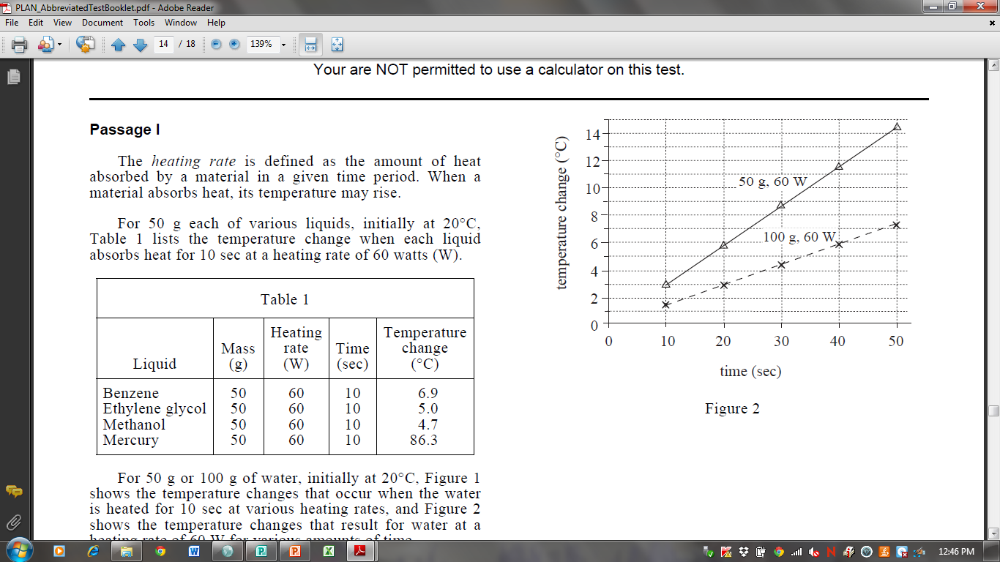 PLAN_AbbreviatedTestBooklet.pdf - Adobe Reader
File Edit View Document Tools Window Help
14 / 18 139%
Your are NOT permitted to use a calculator on this test.
Passage I
The heating rate is defined as the amount of heat
absorbed by a material in a given time period. When a
material absorbs heat, its temperature may rise.
For 50 g each of various liquids, initially at 20°C,
Table 1 lists the temperature change when each liquid
absorbs heat for 10 sec at a heating rate of 60 watts (W).
Table 1
Liquid Mass (g) Heating rate (W) Time (sec) Temperature change (°C)
Benzene 50 60 10 6.9
Ethylene glycol 50 60 10 5.0
Methanol 50 60 10 4.7
Mercury 50 60 10 86.3
For 50 g or 100 g of water, initially at 20°C, Figure 1
shows the temperature changes that occur when the water
is heated for 10 sec at various heating rates, and Figure 2
shows the temperature changes that result for water at a
heating rate of 60 W for various amounts of time.
temperature change (°C)
14
12
10
8
6
4
2
0
50 g, 60 W
100 g, 60 W
0 10 20 30 40 50
time (sec)
Figure 2
12:46 PM